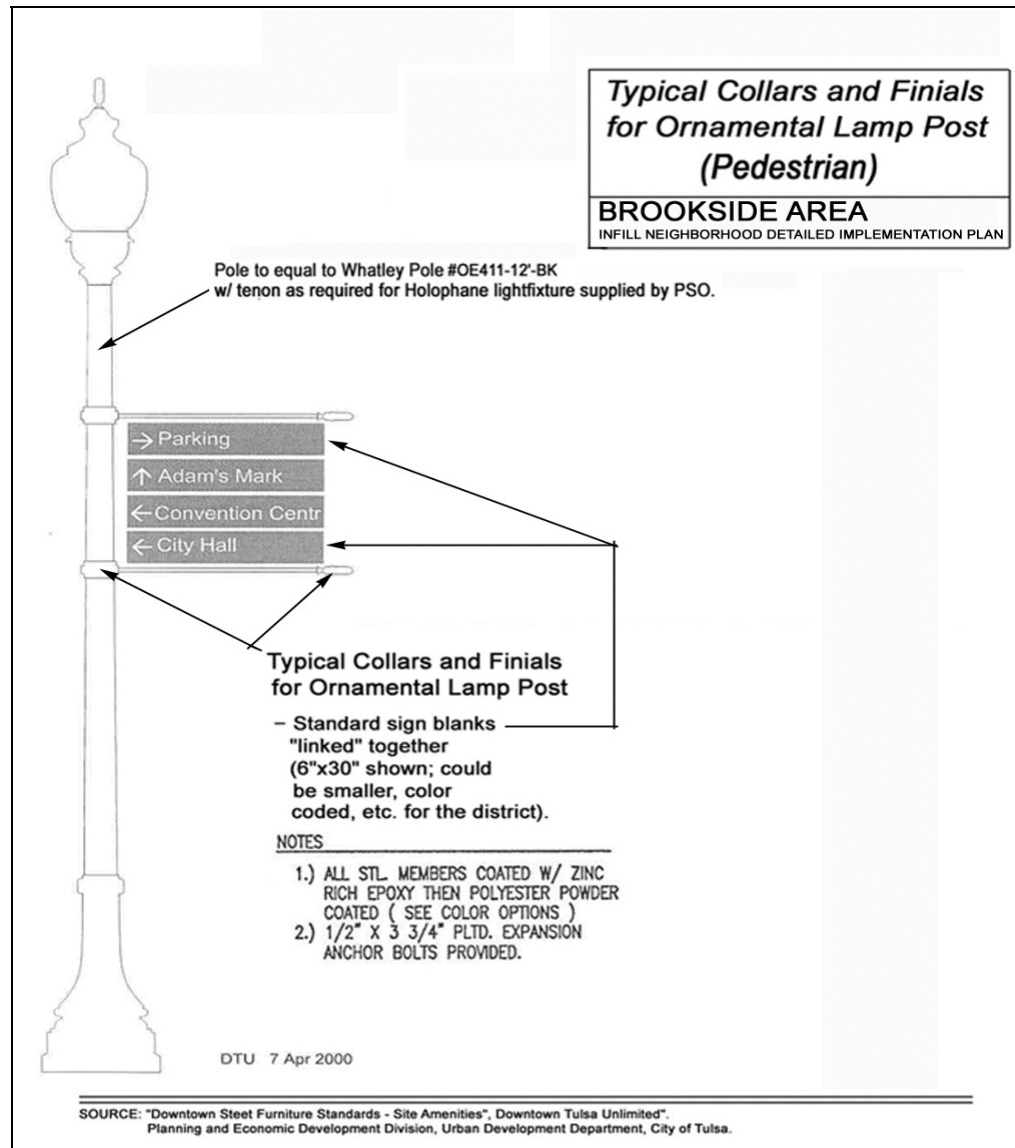 Typical Collars and Finials
for Ornamental Lamp Post
(Pedestrian)
BROOKSIDE AREA
INFILL NEIGHBORHOOD DETAILED IMPLEMENTATION PLAN
Pole to equal to Whatley Pole #OE411-12'-BK
w/ tenon as required for Holophane lightfixture supplied by PSO.
→ Parking
↑ Adam's Mark
← Convention Centr
← City Hall
Typical Collars and Finials
for Ornamental Lamp Post
– Standard sign blanks
"linked" together
(6"x30" shown; could
be smaller, color
coded, etc. for the district).
NOTES
1.) ALL STL. MEMBERS COATED W/ ZINC
RICH EPOXY THEN POLYESTER POWDER
COATED ( SEE COLOR OPTIONS )
2.) 1/2" X 3 3/4" PLTD. EXPANSION
ANCHOR BOLTS PROVIDED.
DTU 7 Apr 2000
SOURCE: "Downtown Steet Furniture Standards - Site Amenities", Downtown Tulsa Unlimited".
Planning and Economic Development Division, Urban Development Department, City of Tulsa.